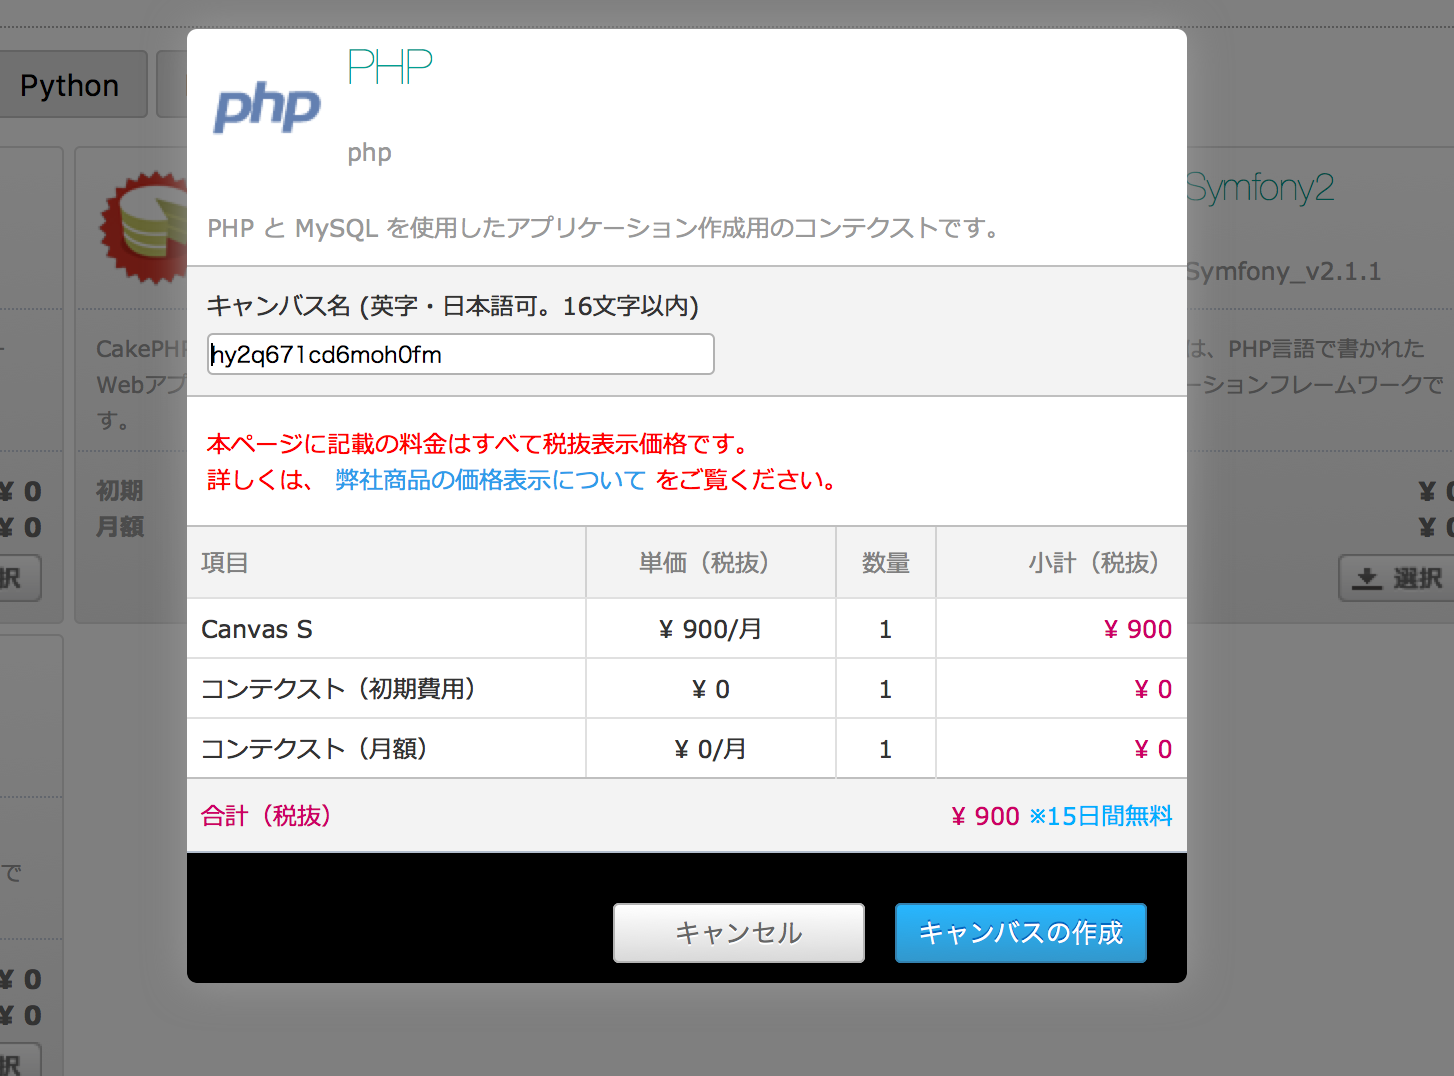 Python
php
PHP
php
PHP と MySQL を使用したアプリケーション作成用のコンテクストです。
キャンバス名 (英字・日本語可。16文字以内)
hy2q671cd6moh0fm
本ページに記載の料金はすべて税抜表示価格です。
詳しくは、 弊社商品の価格表示について をご覧ください。
項目 単価（税抜） 数量 小計（税抜）
Canvas S ¥ 900/月 1 ¥ 900
コンテクスト（初期費用） ¥ 0 1 ¥ 0
コンテクスト（月額） ¥ 0/月 1 ¥ 0
合計（税抜） ¥ 900 ※15日間無料
キャンセル キャンバスの作成
CakePHP
Webアプ
す。
初期
月額
¥ 0
¥ 0
択
で
¥ 0
¥ 0
択
Symfony2
Symfony_v2.1.1
は、PHP言語で書かれた
ーションフレームワークで
¥ 0
¥ 0
選択